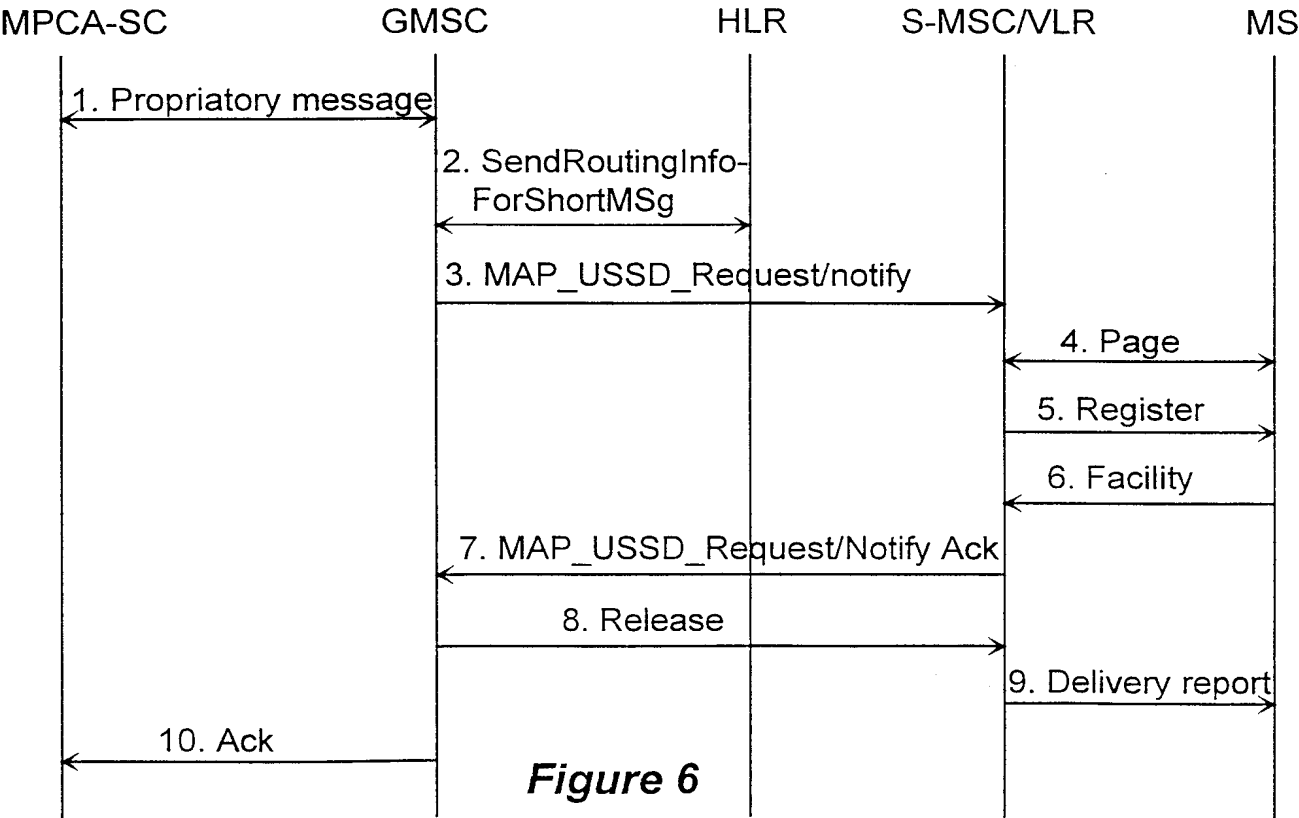 MPCA-SC GMSC HLR S-MSC/VLR MS
1. Propriatory message
2. SendRoutingInfo-
ForShortMSg
3. MAP_USSD_Request/notify
4. Page
5. Register
6. Facility
7. MAP_USSD_Request/Notify Ack
8. Release
9. Delivery report
10. Ack
Figure 6